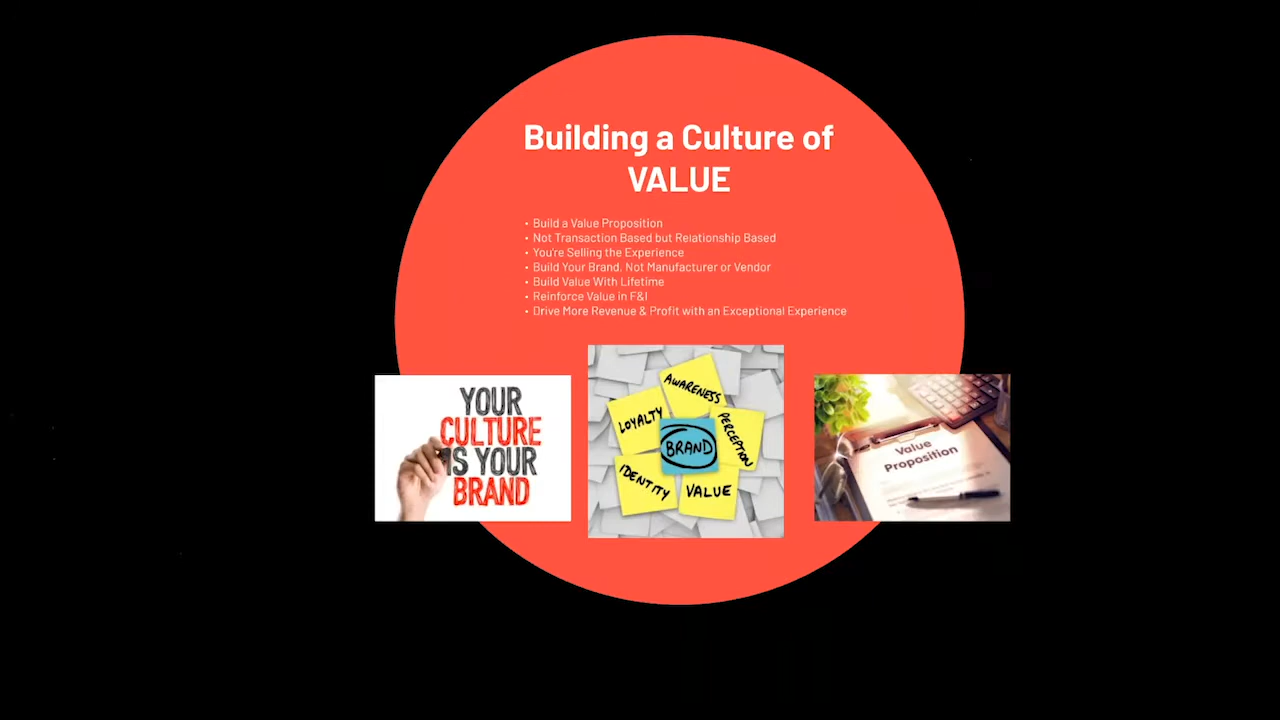 Building a Culture of
VALUE
• Build a Value Proposition
• Not Transaction Based but Relationship Based
• You're Selling the Experience
• Build Your Brand, Not Manufacturer or Vendor
• Build Value With Lifetime
• Reinforce Value in F&I
• Drive More Revenue & Profit with an Exceptional Experience
YOUR
CULTURE
IS YOUR
BRAND
AWARENESS
LOYALTY
PERCEPTION
BRAND
IDENTITY
VALUE
Value
Proposition